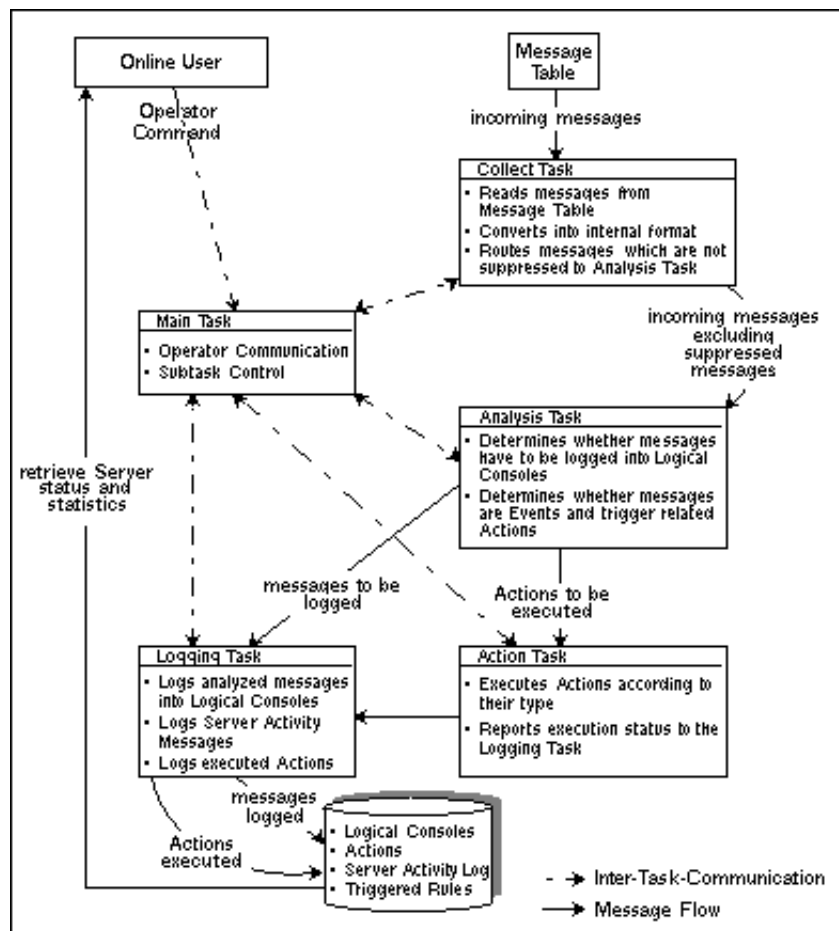 Online User
Message
Table
Operator
Command
incoming messages
Collect Task
• Reads messages from
Message Table
• Converts into internal format
• Routes messages which are not
suppressed to Analysis Task
Main Task
• Operator Communication
• Subtask Control
incoming messages
excluding
suppressed
messages
Analysis Task
• Determines whether messages
have to be logged into Logical
Consoles
• Determines whether messages
are Events and trigger related
Actions
retrieve Server
status and
statistics
messages to be
logged
Actions to be
executed
Logging Task
• Logs analyzed messages
into Logical Consoles
• Logs Server Activity
Messages
• Logs executed Actions
Action Task
• Executes Actions according to
their type
• Reports execution status to the
Logging Task
messages
logged
Actions
executed
• Logical Consoles
• Actions
• Server Activity Log
• Triggered Rules
Inter-Task-Communication
Message Flow